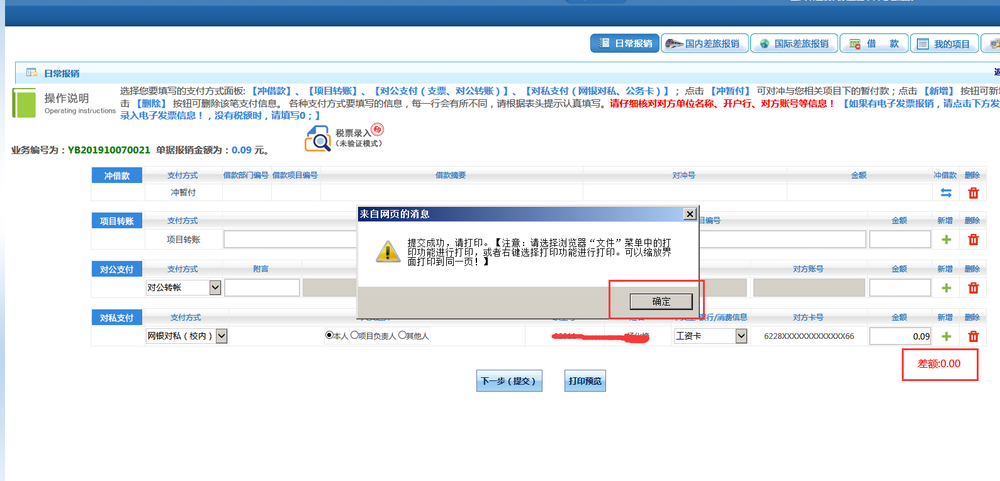 日常报销 国内差旅报销 国际差旅报销 借 款 我的项目
日常报销
操作说明
Operating instructions
选择您要填写的支付方式面板: 【冲借款】、【项目转账】、【对公支付（支票、对公转账）】、【对私支付（网银对私、公务卡）】； 点击 【冲暂付】 可对冲与您相关项目下的暂付款；点击 【新增】 按钮可新
击 【删除】 按钮可删除该笔支付信息。 各种支付方式要填写的信息，每一行会有所不同，请根据表头提示认真填写。请仔细核对对方单位名称、开户行、对方账号等信息！ 【如果有电子发票报销，请点击下方发
录入电子发票信息！，没有税额时，请填写0；】
税票录入
（未验证模式）
业务编号为：YB201910070021 单据报销金额为：0.09 元。
冲借款 支付方式 借款部门编号 借款项目编号 借款摘要 对冲号 金额 冲借款 删除
冲暂付
项目转账 支付方式 编号 金额 新增 删除
项目转账
对公支付 支付方式 附言 对方账号 金额 新增 删除
对公转帐
对私支付 支付方式 银行/消费信息 对方卡号 金额 新增 删除
网银对私（校内） 本人 项目负责人 其他人 工资卡 6228XXXXXXXXXXXXX66 0.09
差额:0.00
下一步（提交） 打印预览
来自网页的消息
提交成功，请打印。【注意：请选择浏览器“文件”菜单中的打
印功能进行打印，或者右键选择打印功能进行打印。可以缩放界
面打印到同一页！】
确定